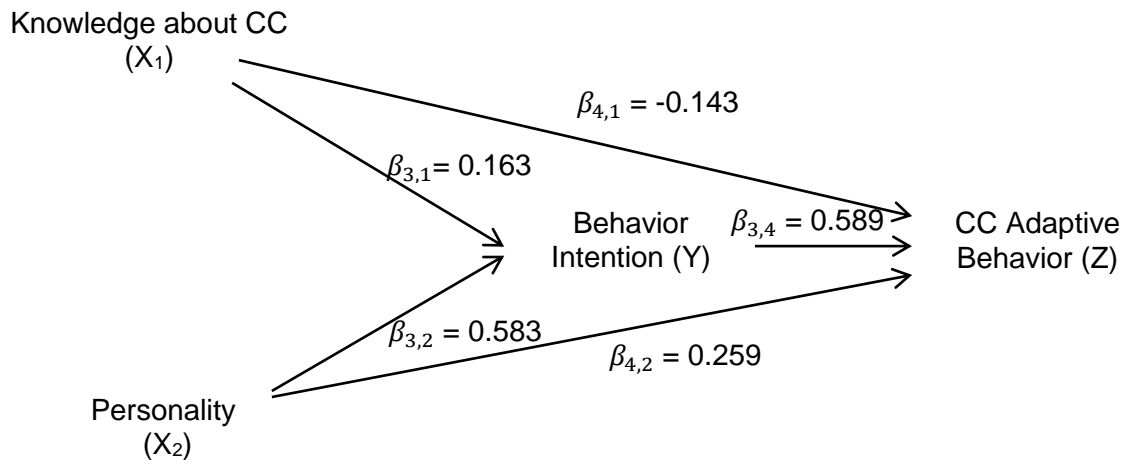 Knowledge about CC
(X₁)
β₄,₁ = -0.143
β₃,₁= 0.163
Behavior
Intention (Y)
β₃,₄ = 0.589
CC Adaptive
Behavior (Z)
β₃,₂ = 0.583
β₄,₂ = 0.259
Personality
(X₂)